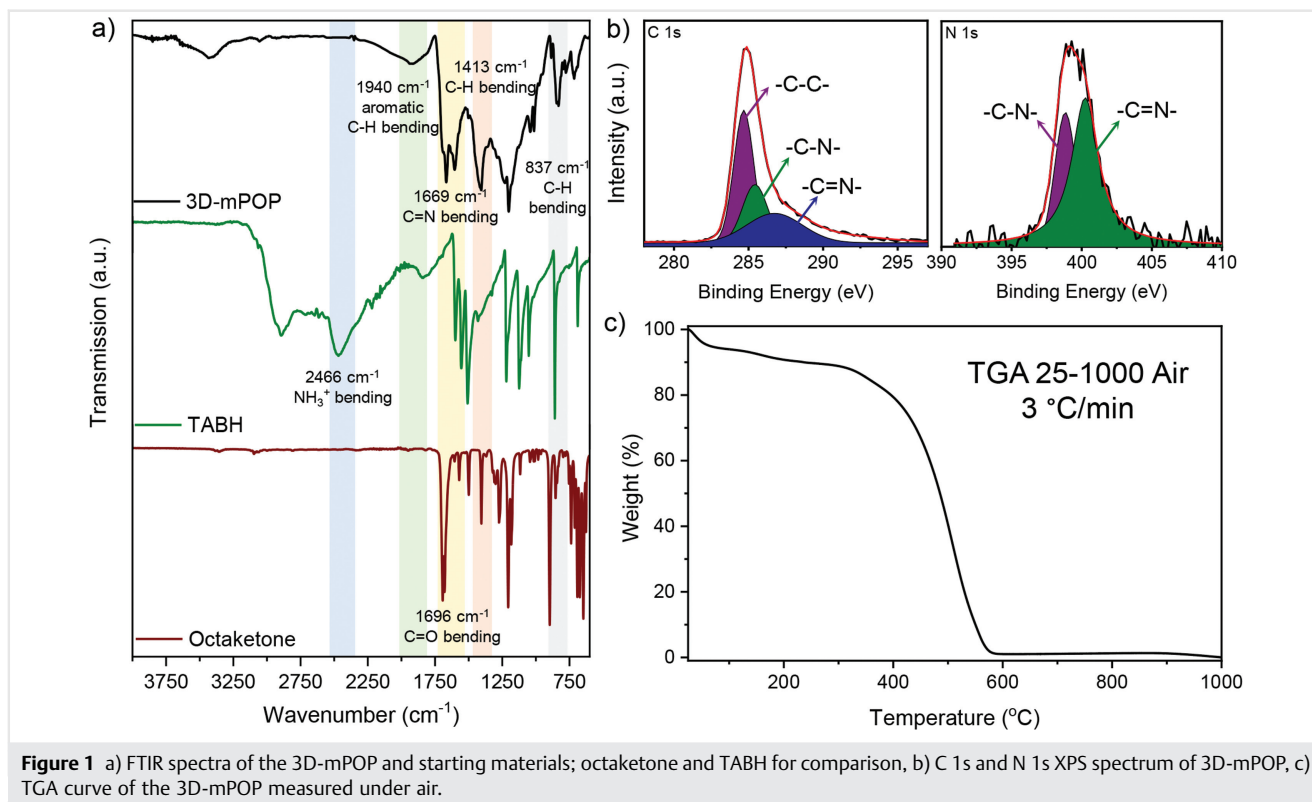 a)
1940 cm⁻¹
aromatic
C-H bending
1413 cm⁻¹
C-H bending
1669 cm⁻¹
C=N bending
837 cm⁻¹
C-H
bending
3D-mPOP
2466 cm⁻¹
NH₃⁺ bending
TABH
1696 cm⁻¹
C=O bending
Octaketone
Transmission (a.u.)
3750 3250 2750 2250 1750 1250 750
Wavenumber (cm⁻¹)
b)
C 1s
-C-C-
-C-N-
-C=N-
Intensity (a.u.)
280 285 290 295
Binding Energy (eV)
N 1s
-C-N-
-C=N-
390 395 400 405 410
Binding Energy (eV)
c)
TGA 25-1000 Air
3 °C/min
Weight (%)
100
80
60
40
20
0
200 400 600 800 1000
Temperature (°C)
Figure 1 a) FTIR spectra of the 3D-mPOP and starting materials; octaketone and TABH for comparison, b) C 1s and N 1s XPS spectrum of 3D-mPOP, c)
TGA curve of the 3D-mPOP measured under air.